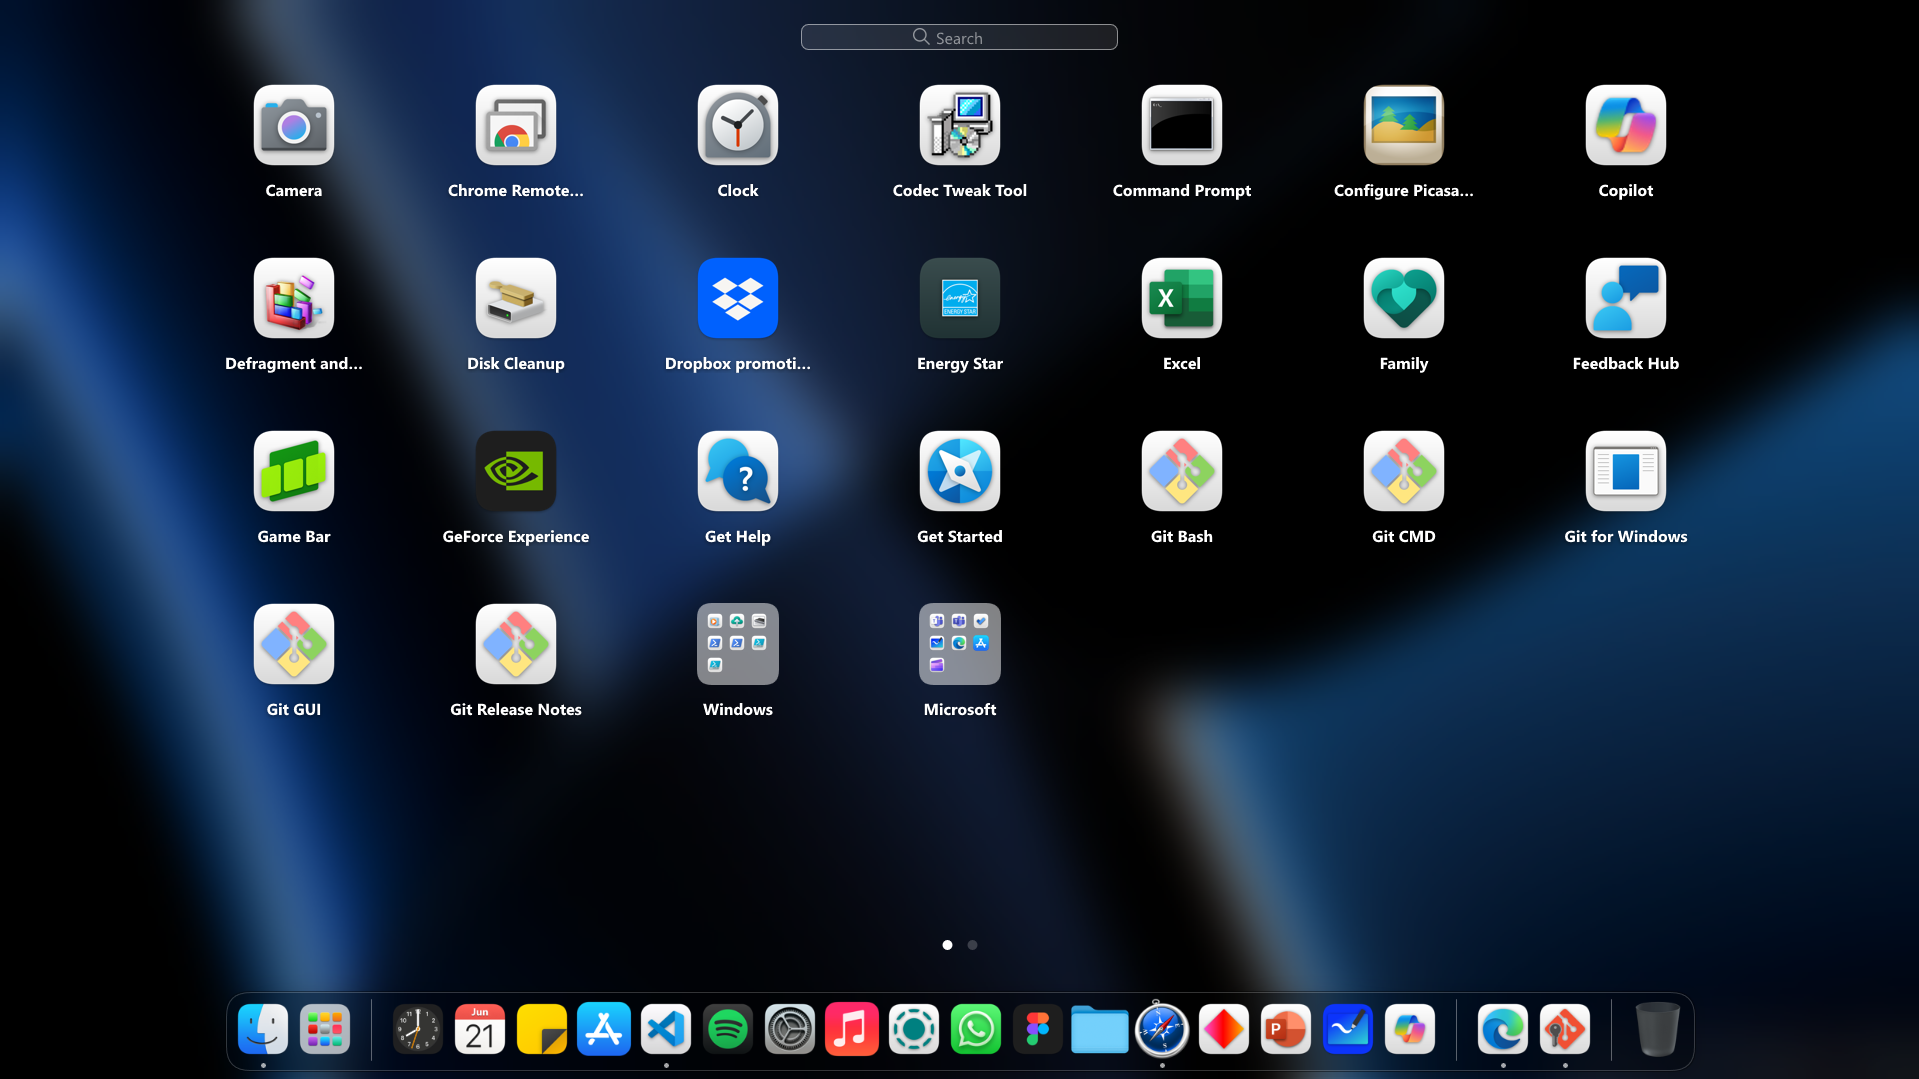 Search
Camera
Chrome Remote...
Clock
Codec Tweak Tool
Command Prompt
Configure Picasa...
Copilot
Defragment and...
Disk Cleanup
Dropbox promoti...
Energy Star
Excel
Family
Feedback Hub
ENERGY STAR
X
Game Bar
GeForce Experience
Get Help
Get Started
Git Bash
Git CMD
Git for Windows
?
Git GUI
Git Release Notes
Windows
Microsoft
Jun
21
P